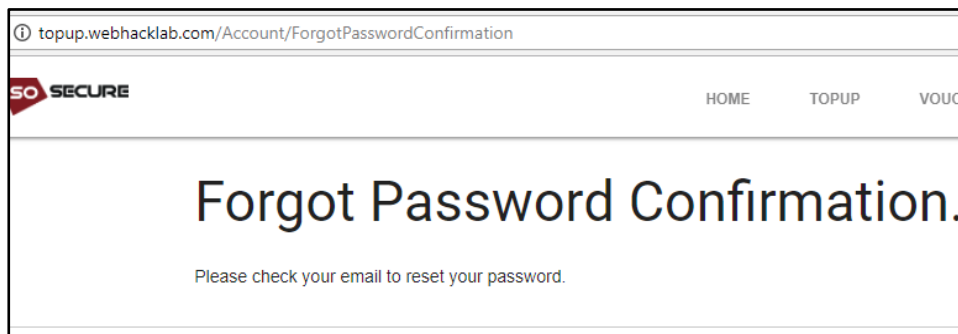 topup.webhacklab.com/Account/ForgotPasswordConfirmation
SO SECURE
HOME TOPUP VOUC
Forgot Password Confirmation.
Please check your email to reset your password.